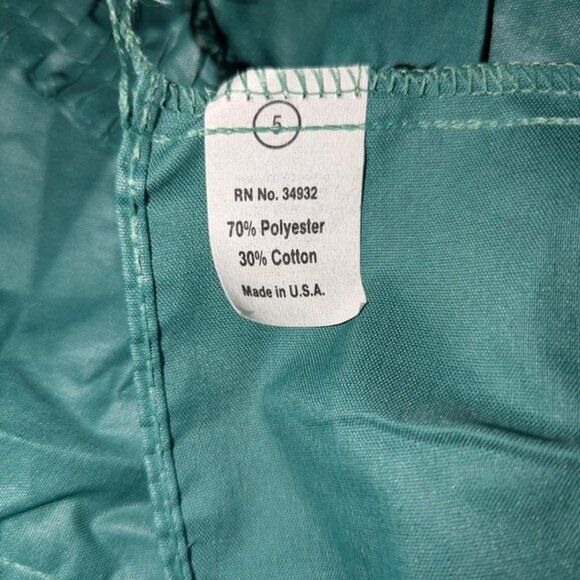 5
RN No. 34932
70% Polyester
30% Cotton
Made in U.S.A.